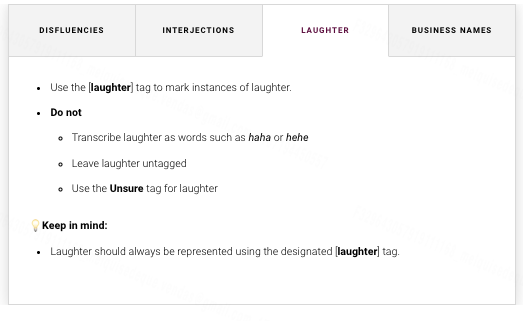 DISFLUENCIES
INTERJECTIONS
LAUGHTER
BUSINESS NAMES
Use the [laughter] tag to mark instances of laughter.
Do not
Transcribe laughter as words such as haha or hehe
Leave laughter untagged
Use the Unsure tag for laughter
Keep in mind:
Laughter should always be represented using the designated [laughter] tag.